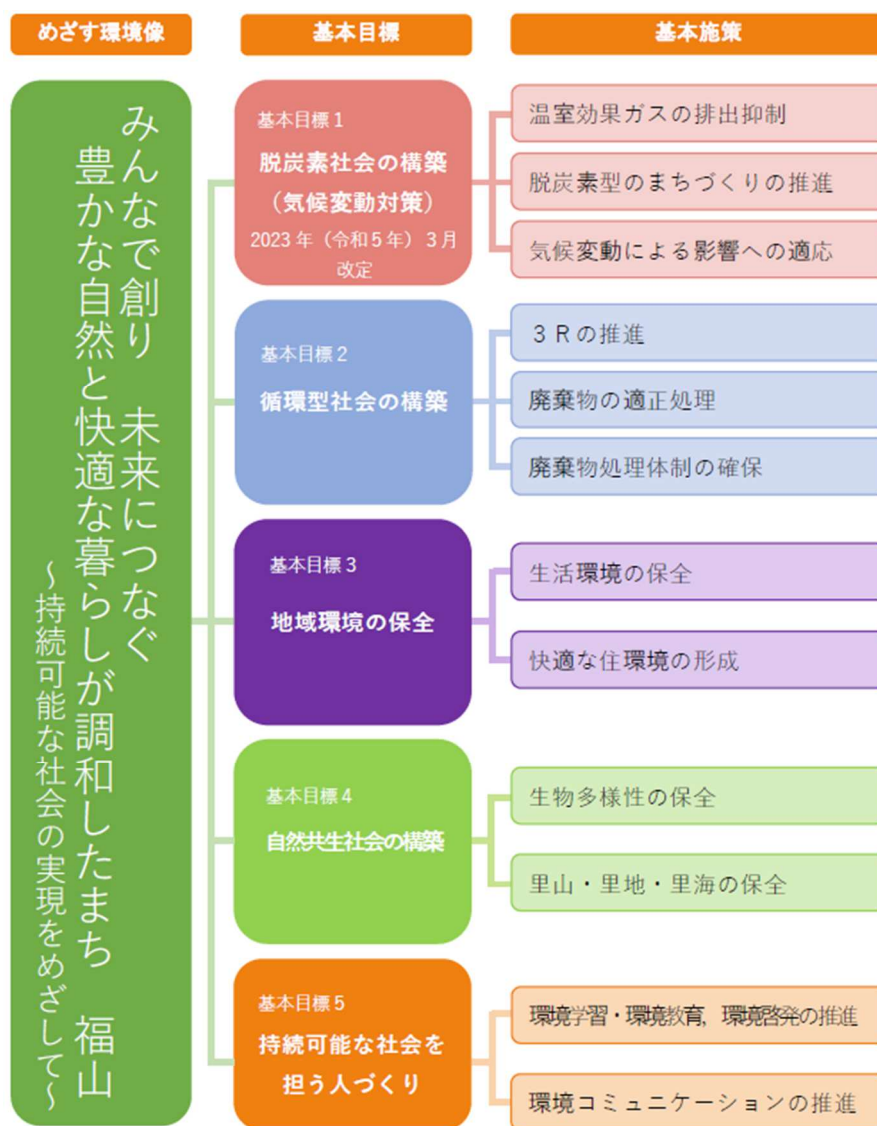 めざす環境像
基本目標
基本施策
みんなで創り　未来につなぐ
豊かな自然と快適な暮らしが調和したまち　福山
～持続可能な社会の実現をめざして～
基本目標１
脱炭素社会の構築
（気候変動対策）
2023年（令和５年）３月
改定
温室効果ガスの排出抑制
脱炭素型のまちづくりの推進
気候変動による影響への適応
基本目標２
循環型社会の構築
３Ｒの推進
廃棄物の適正処理
廃棄物処理体制の確保
基本目標３
地域環境の保全
生活環境の保全
快適な住環境の形成
基本目標４
自然共生社会の構築
生物多様性の保全
里山・里地・里海の保全
基本目標５
持続可能な社会を
担う人づくり
環境学習・環境教育，環境啓発の推進
環境コミュニケーションの推進